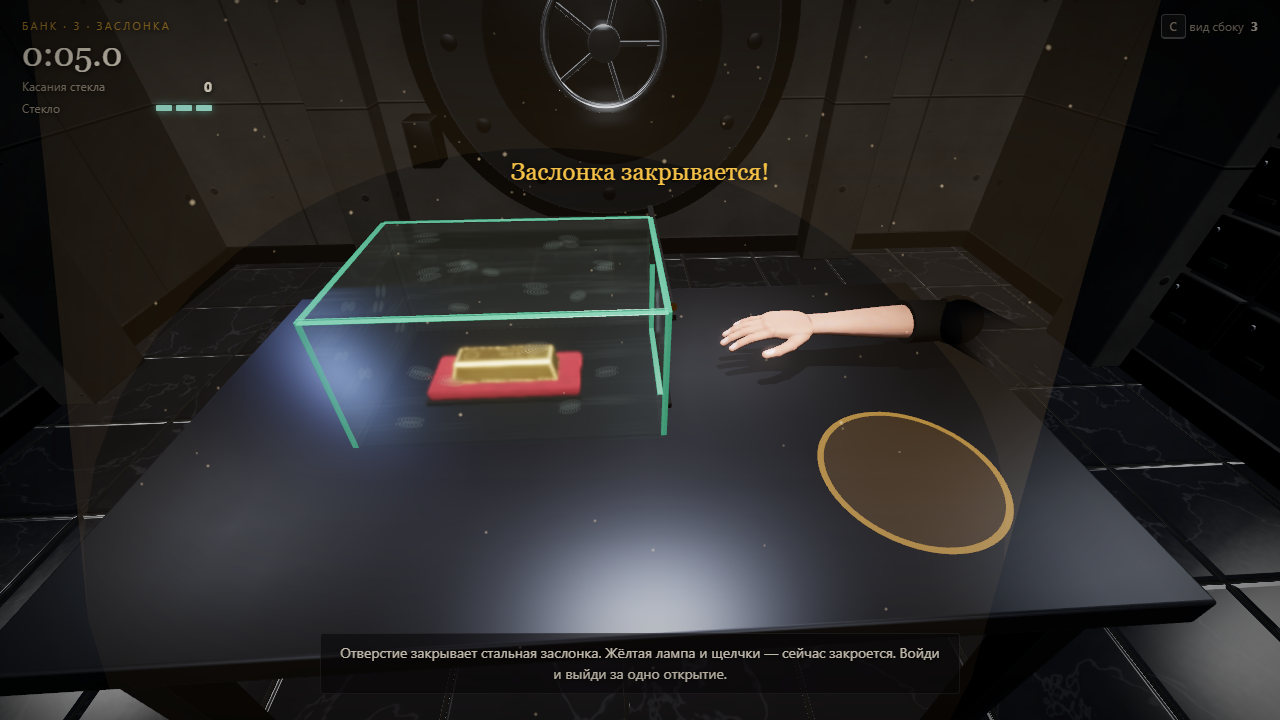 БАНК · 3 · ЗАСЛОНКА
0:05.0
Касания стекла 0
Стекло
C вид сбоку 3
Заслонка закрывается!
Отверстие закрывает стальная заслонка. Жёлтая лампа и щелчки — сейчас закроется. Войди
и выйди за одно открытие.